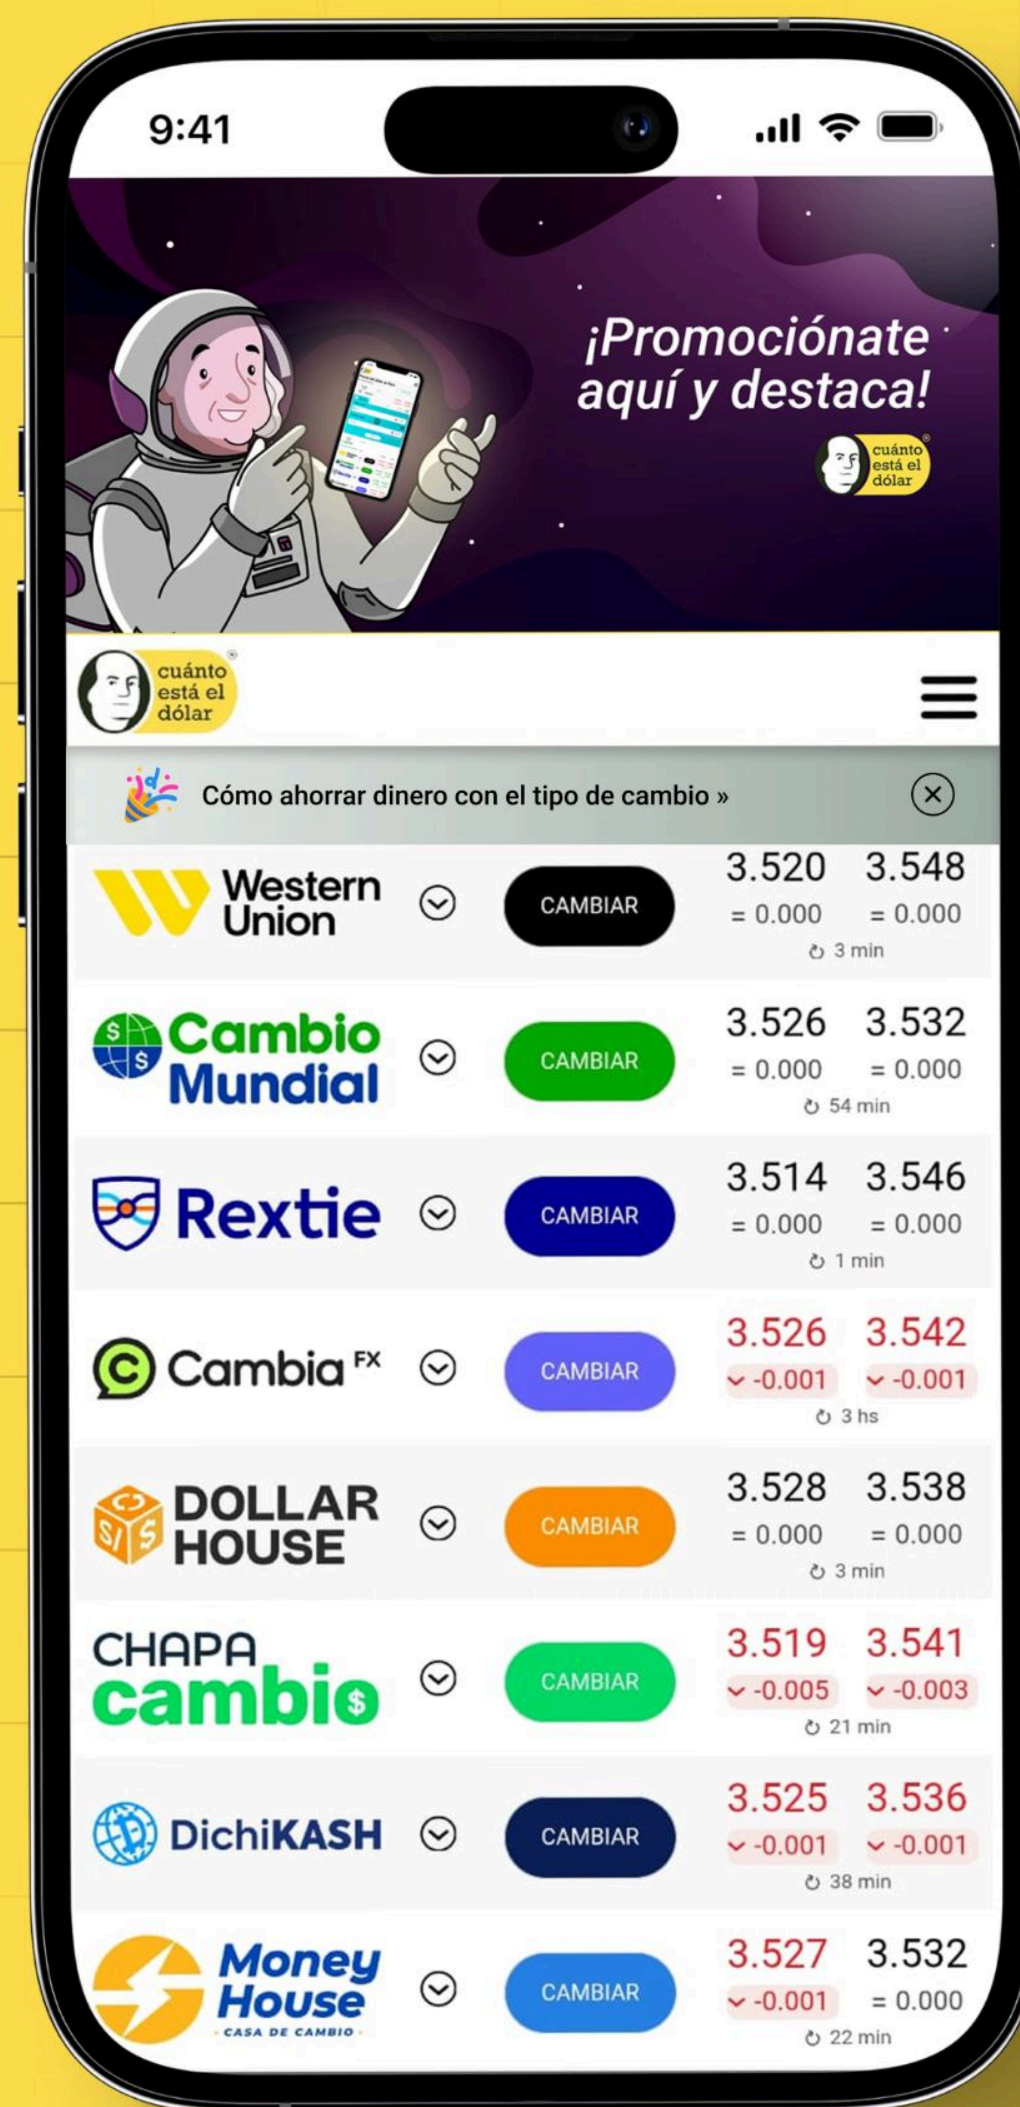 9:41
¡Promociónate
aquí y destaca!
cuánto
está el
dólar
®
cuánto
está el
dólar
®
Cómo ahorrar dinero con el tipo de cambio »
Western
Union
CAMBIAR
3.520 3.548
= 0.000 = 0.000
3 min
$
$
Cambio
Mundial
CAMBIAR
3.526 3.532
= 0.000 = 0.000
54 min
Rextie
CAMBIAR
3.514 3.546
= 0.000 = 0.000
1 min
C Cambia FX
CAMBIAR
3.526 3.542
-0.001 -0.001
3 hs
S/ $
DOLLAR
HOUSE
CAMBIAR
3.528 3.538
= 0.000 = 0.000
3 min
CHAPA
cambio
$
CAMBIAR
3.519 3.541
-0.005 -0.003
21 min
DichiKASH
CAMBIAR
3.525 3.536
-0.001 -0.001
38 min
Money
House
- CASA DE CAMBIO -
CAMBIAR
3.527 3.532
-0.001 = 0.000
22 min